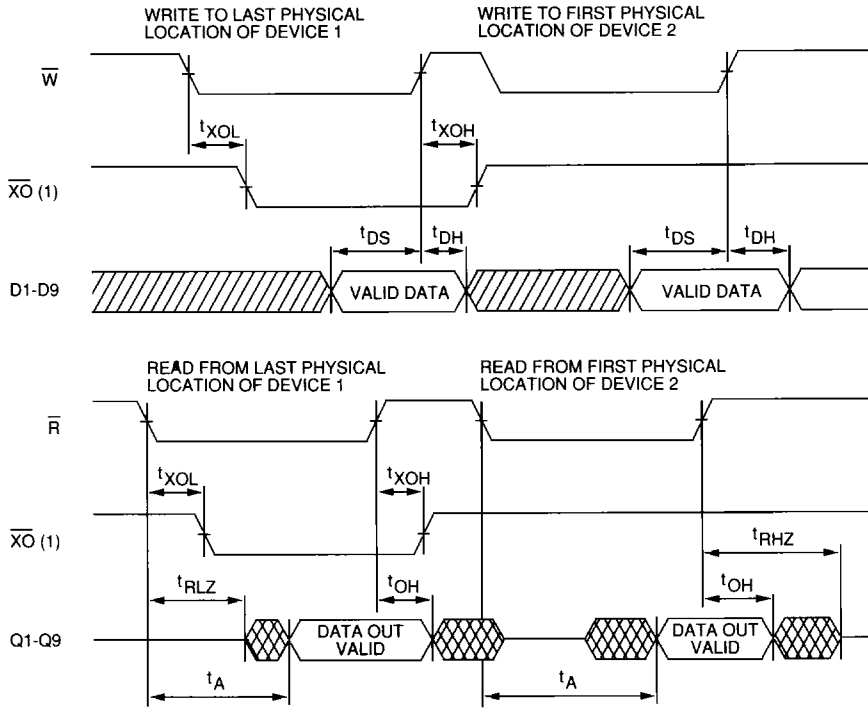 WRITE TO LAST PHYSICAL
LOCATION OF DEVICE 1
WRITE TO FIRST PHYSICAL
LOCATION OF DEVICE 2
W̅
tXOL
tXOH
X̅O̅ (1)
tDS
tDH
tDS
tDH
D1-D9
VALID DATA
VALID DATA
READ FROM LAST PHYSICAL
LOCATION OF DEVICE 1
READ FROM FIRST PHYSICAL
LOCATION OF DEVICE 2
R̅
tXOL
tXOH
X̅O̅ (1)
tRHZ
tRLZ
tOH
tOH
Q1-Q9
DATA OUT
VALID
DATA OUT
VALID
tA
tA